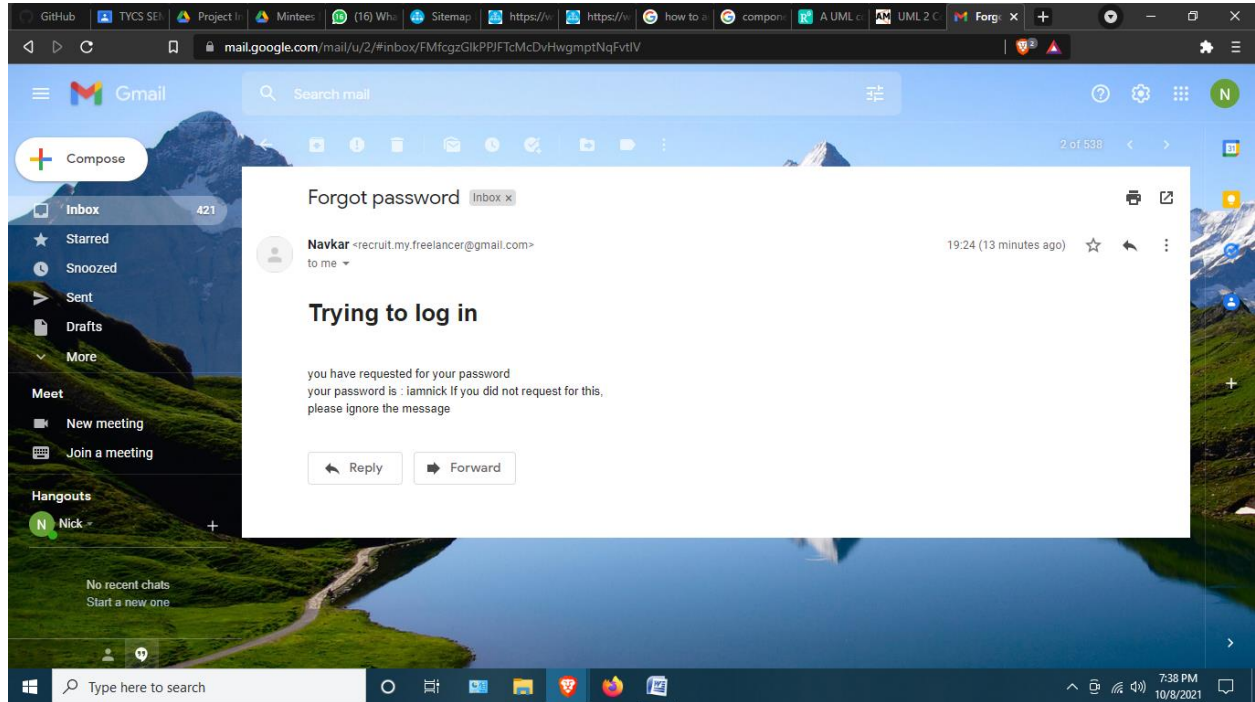 GitHub TYCS SEM Project In Mintees (16) Wha Sitemap https://w https://w how to a compone A UML co UML 2 C Forgo
mail.google.com/mail/u/2/#inbox/FMfcgzGlkPPJFTcMcDvHwgmptNqFvtlV
Gmail
Search mail
N
Compose
2 of 538
Inbox 421
Starred
Snoozed
Sent
Drafts
More
Meet
New meeting
Join a meeting
Hangouts
N Nick
No recent chats
Start a new one
Forgot password Inbox x
Navkar <recruit.my.freelancer@gmail.com> 19:24 (13 minutes ago)
to me
Trying to log in
you have requested for your password
your password is : iamnick If you did not request for this,
please ignore the message
Reply Forward
Type here to search
7:38 PM
10/8/2021